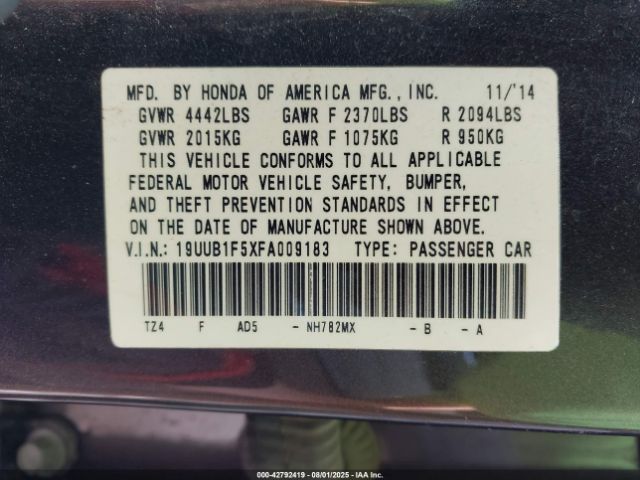 MFD. BY HONDA OF AMERICA MFG., INC. 11/'14
GVWR 4442LBS GAWR F 2370LBS R 2094LBS
GVWR 2015KG GAWR F 1075KG R 950KG
THIS VEHICLE CONFORMS TO ALL APPLICABLE
FEDERAL MOTOR VEHICLE SAFETY, BUMPER,
AND THEFT PREVENTION STANDARDS IN EFFECT
ON THE DATE OF MANUFACTURE SHOWN ABOVE.
V.I.N.: 19UUB1F5XFA009183 TYPE: PASSENGER CAR
TZ4 F AD5 - NH782MX - B - A
000-42792419 - 08/01/2025 - IAA Inc.